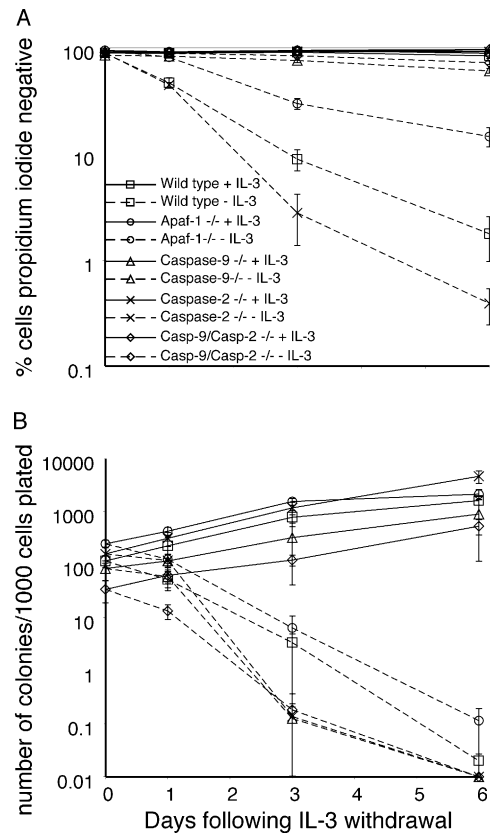 A
% cells propidium iodide negative
100
10
1
0.1
Wild type + IL-3
Wild type - IL-3
Apaf-1 -/- + IL-3
Apaf-1-/- - IL-3
Caspase-9 -/- + IL-3
Caspase-9-/- - IL-3
Caspase-2 -/- + IL-3
Caspase-2 -/- - IL-3
Casp-9/Casp-2 -/- + IL-3
Casp-9/Casp-2 -/- - IL-3
B
number of colonies/1000 cells plated
10000
1000
100
10
1
0.1
0.01
0 1 2 3 4 5 6
Days following IL-3 withdrawal